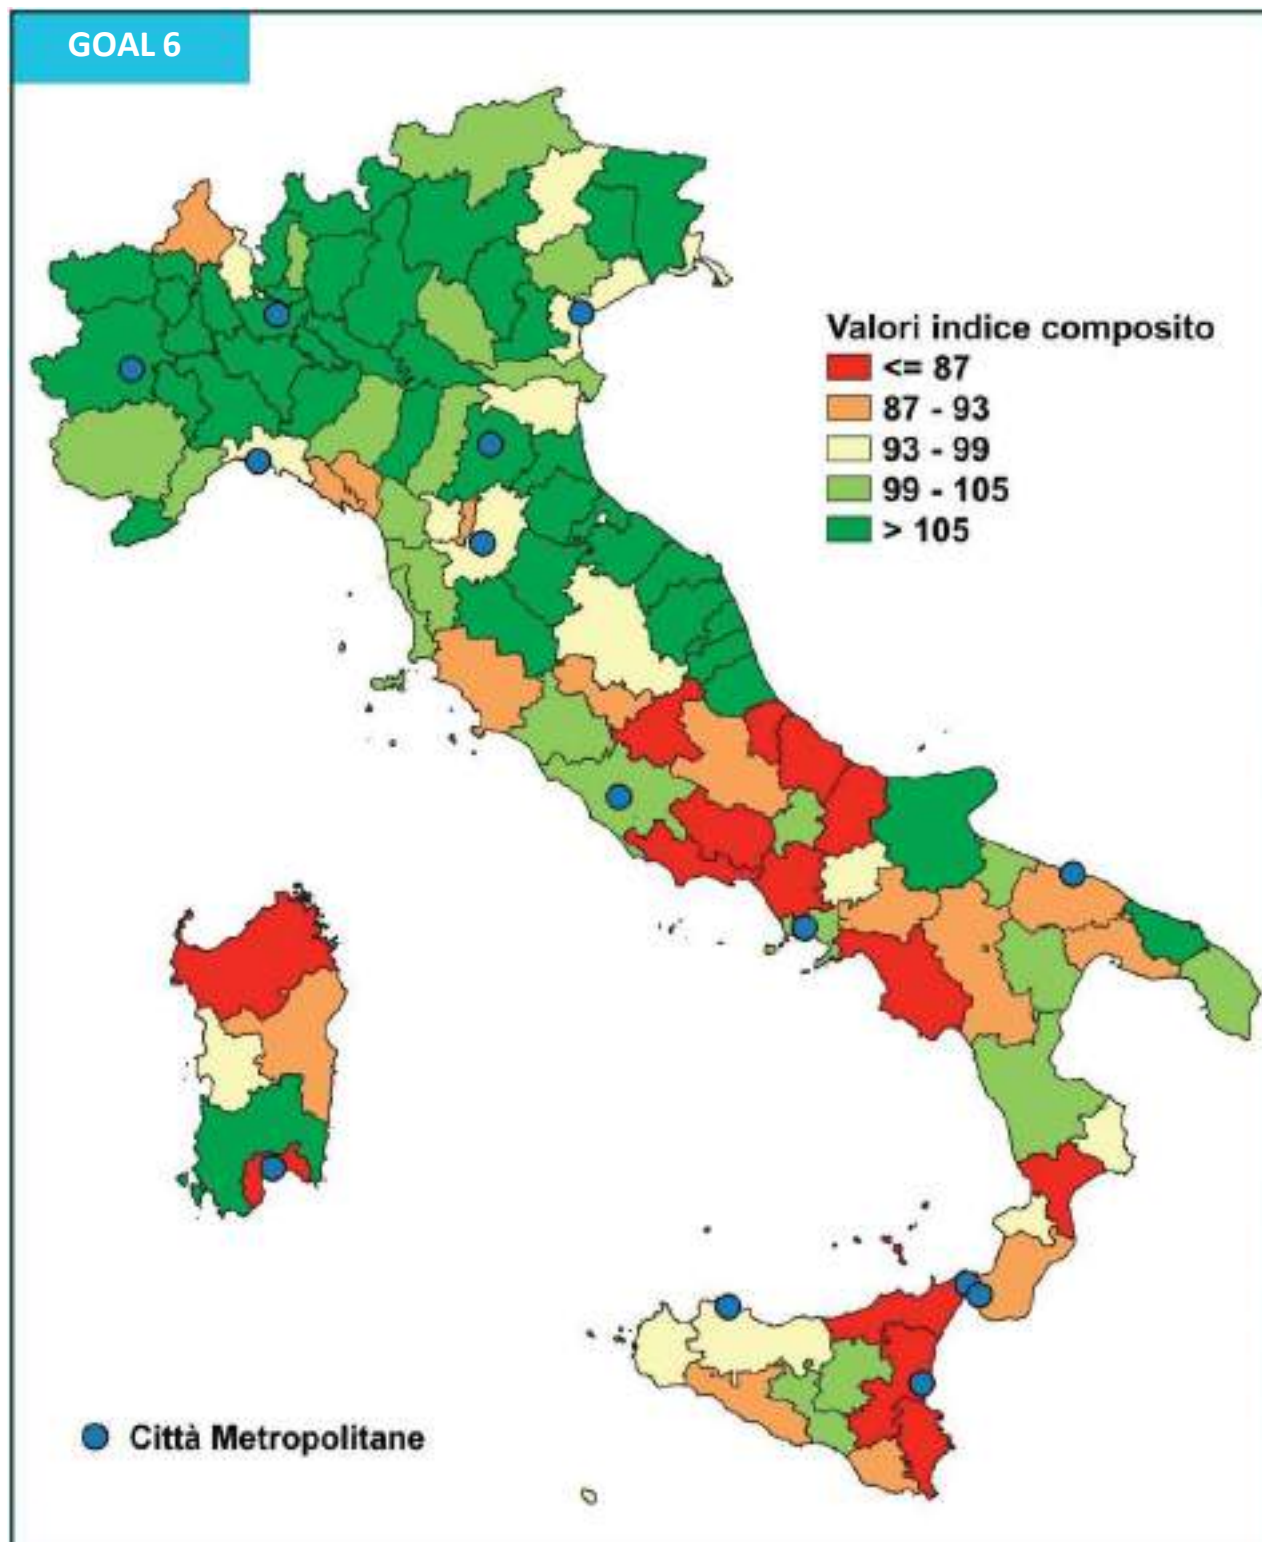 GOAL 6
Valori indice composito
<= 87
87 - 93
93 - 99
99 - 105
> 105
Città Metropolitane